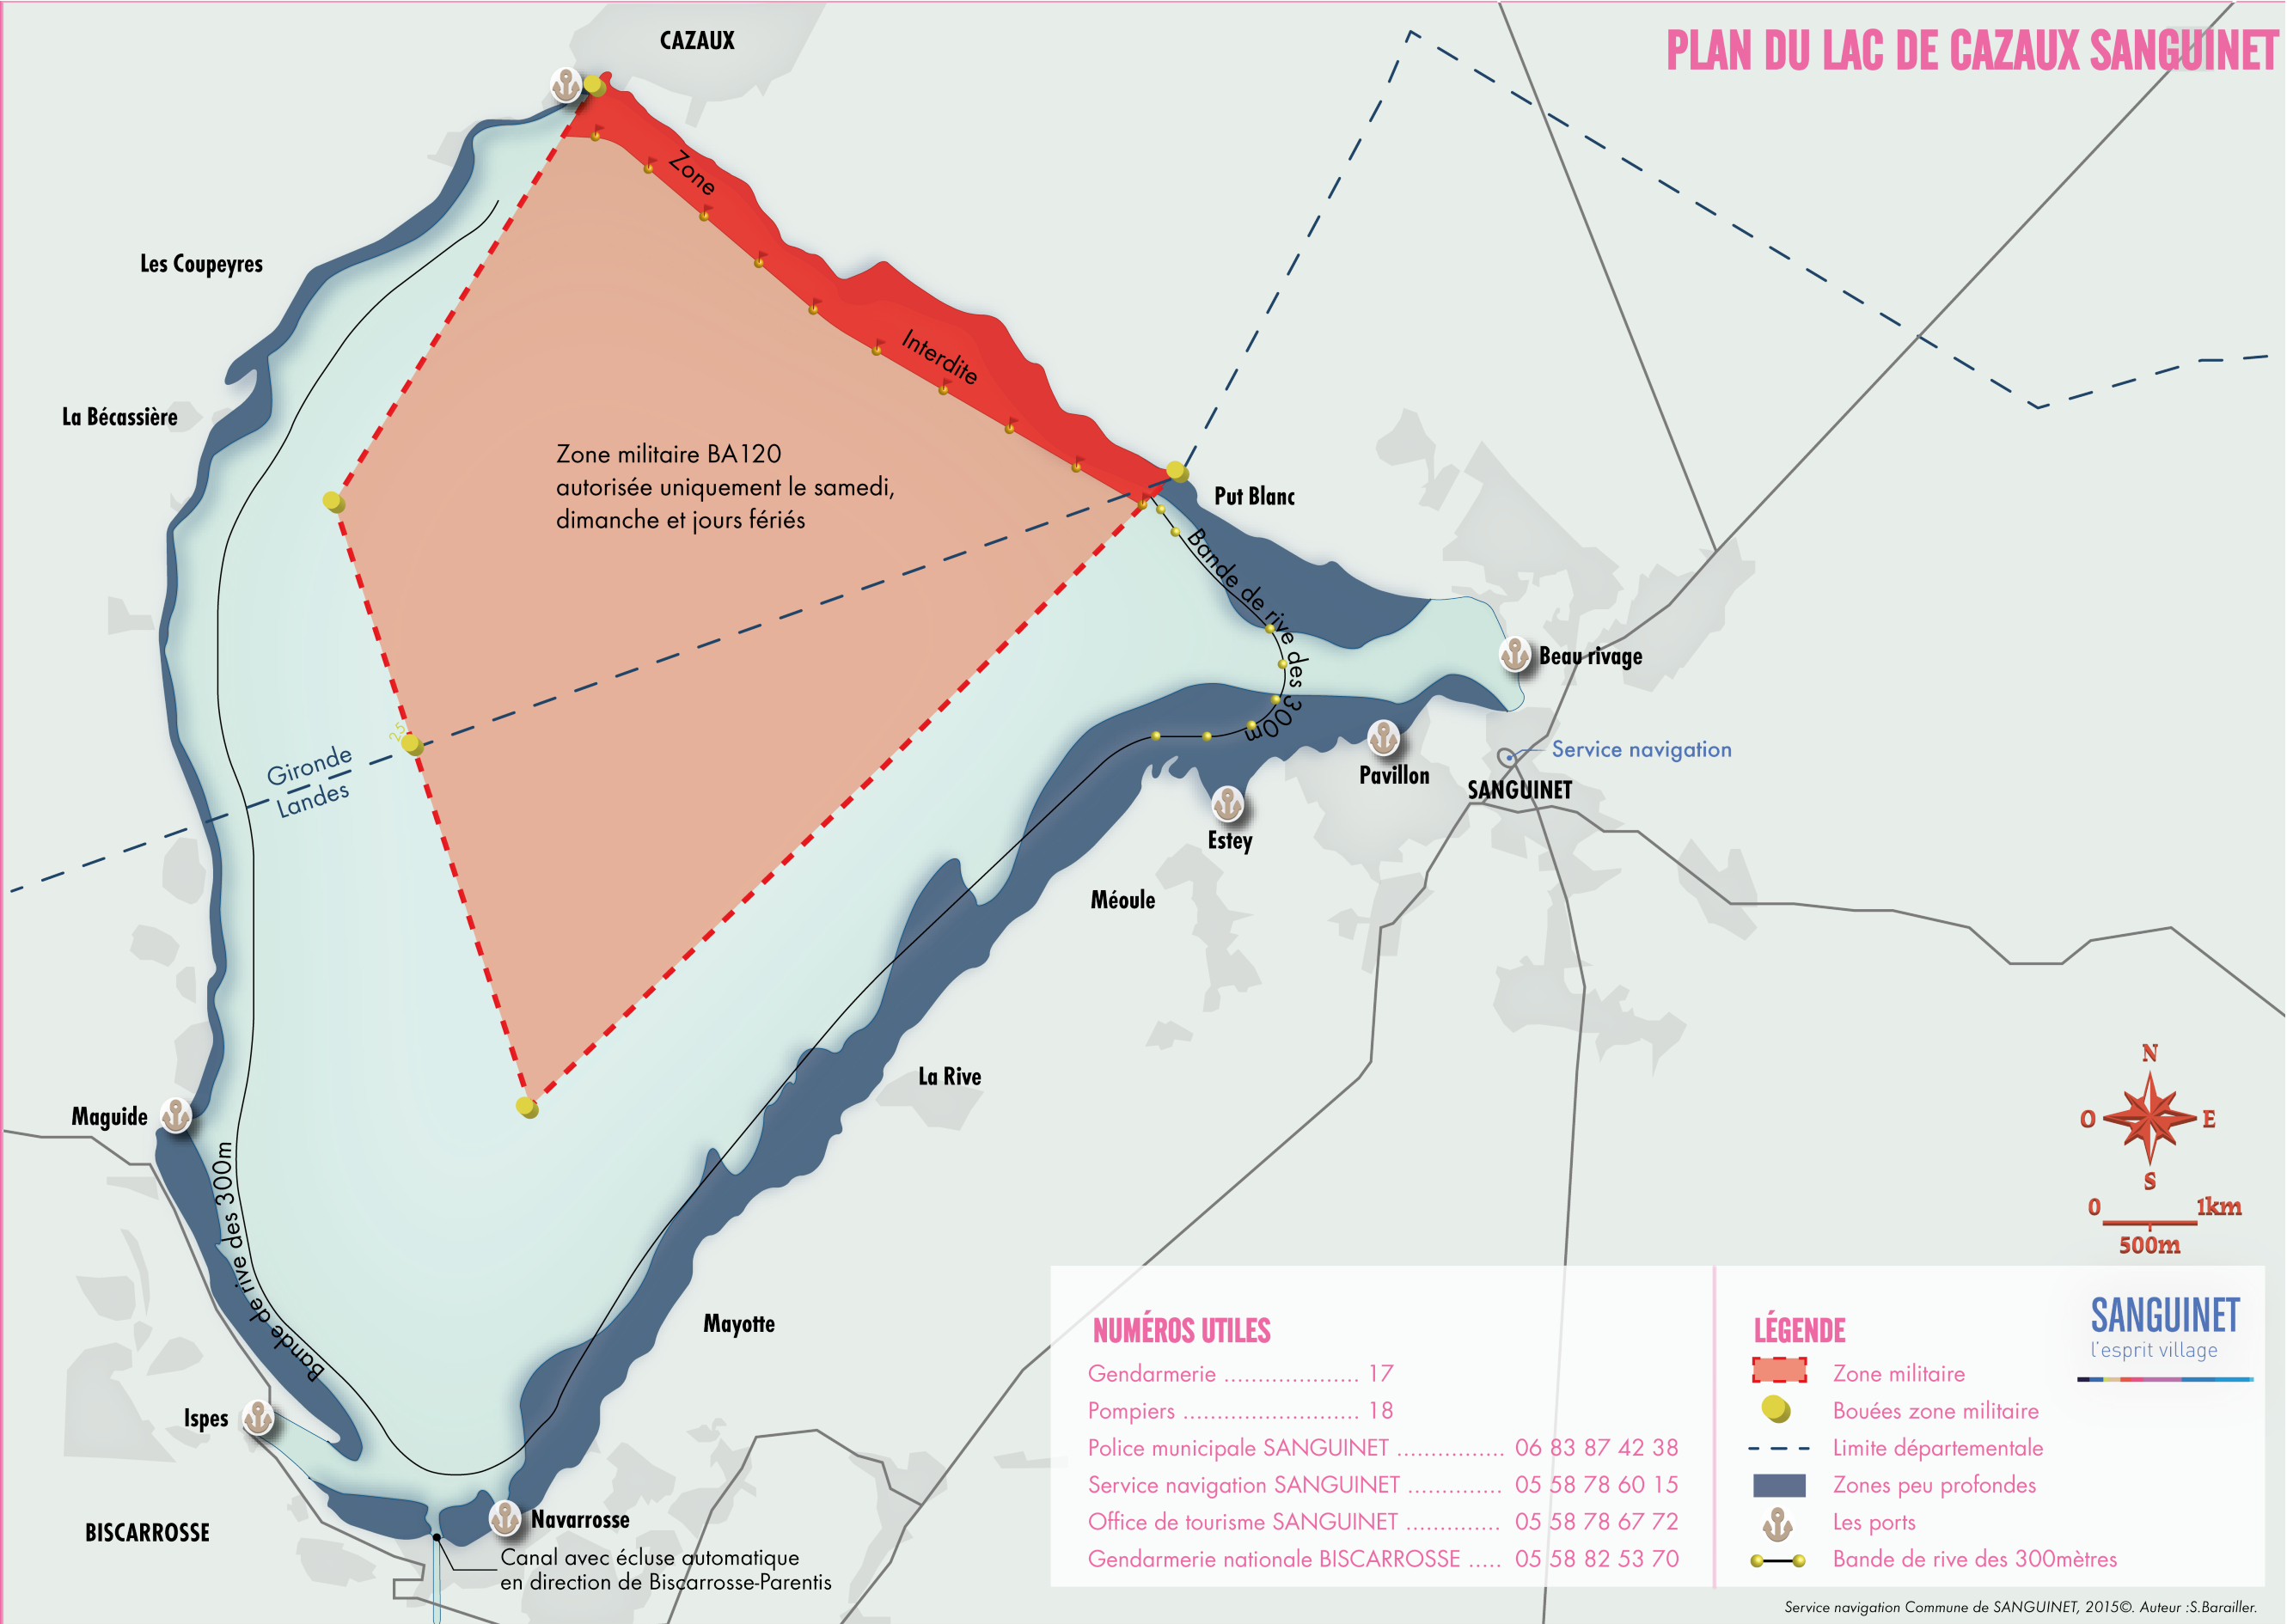 PLAN DU LAC DE CAZAUX SANGUINET
CAZAUX
Zone
Interdite
Les Coupeyres
La Bécassière
Zone militaire BA120
autorisée uniquement le samedi,
dimanche et jours fériés
Put Blanc
Bande de rive des 300m
Beau rivage
Gironde
Landes
25
Service navigation
Pavillon
SANGUINET
Estey
Méoule
La Rive
Maguide
Bande de rive des 300m
Mayotte
Ispes
Navarrosse
BISCARROSSE
Canal avec écluse automatique
en direction de Biscarrosse-Parentis
N
O
E
S
0
1km
500m
NUMÉROS UTILES
Gendarmerie .................... 17
Pompiers .......................... 18
Police municipale SANGUINET ................ 06 83 87 42 38
Service navigation SANGUINET .............. 05 58 78 60 15
Office de tourisme SANGUINET .............. 05 58 78 67 72
Gendarmerie nationale BISCARROSSE ..... 05 58 82 53 70
LÉGENDE
Zone militaire
Bouées zone militaire
Limite départementale
Zones peu profondes
Les ports
Bande de rive des 300mètres
SANGUINET
l'esprit village
Service navigation Commune de SANGUINET, 2015©. Auteur :S.Barailler.